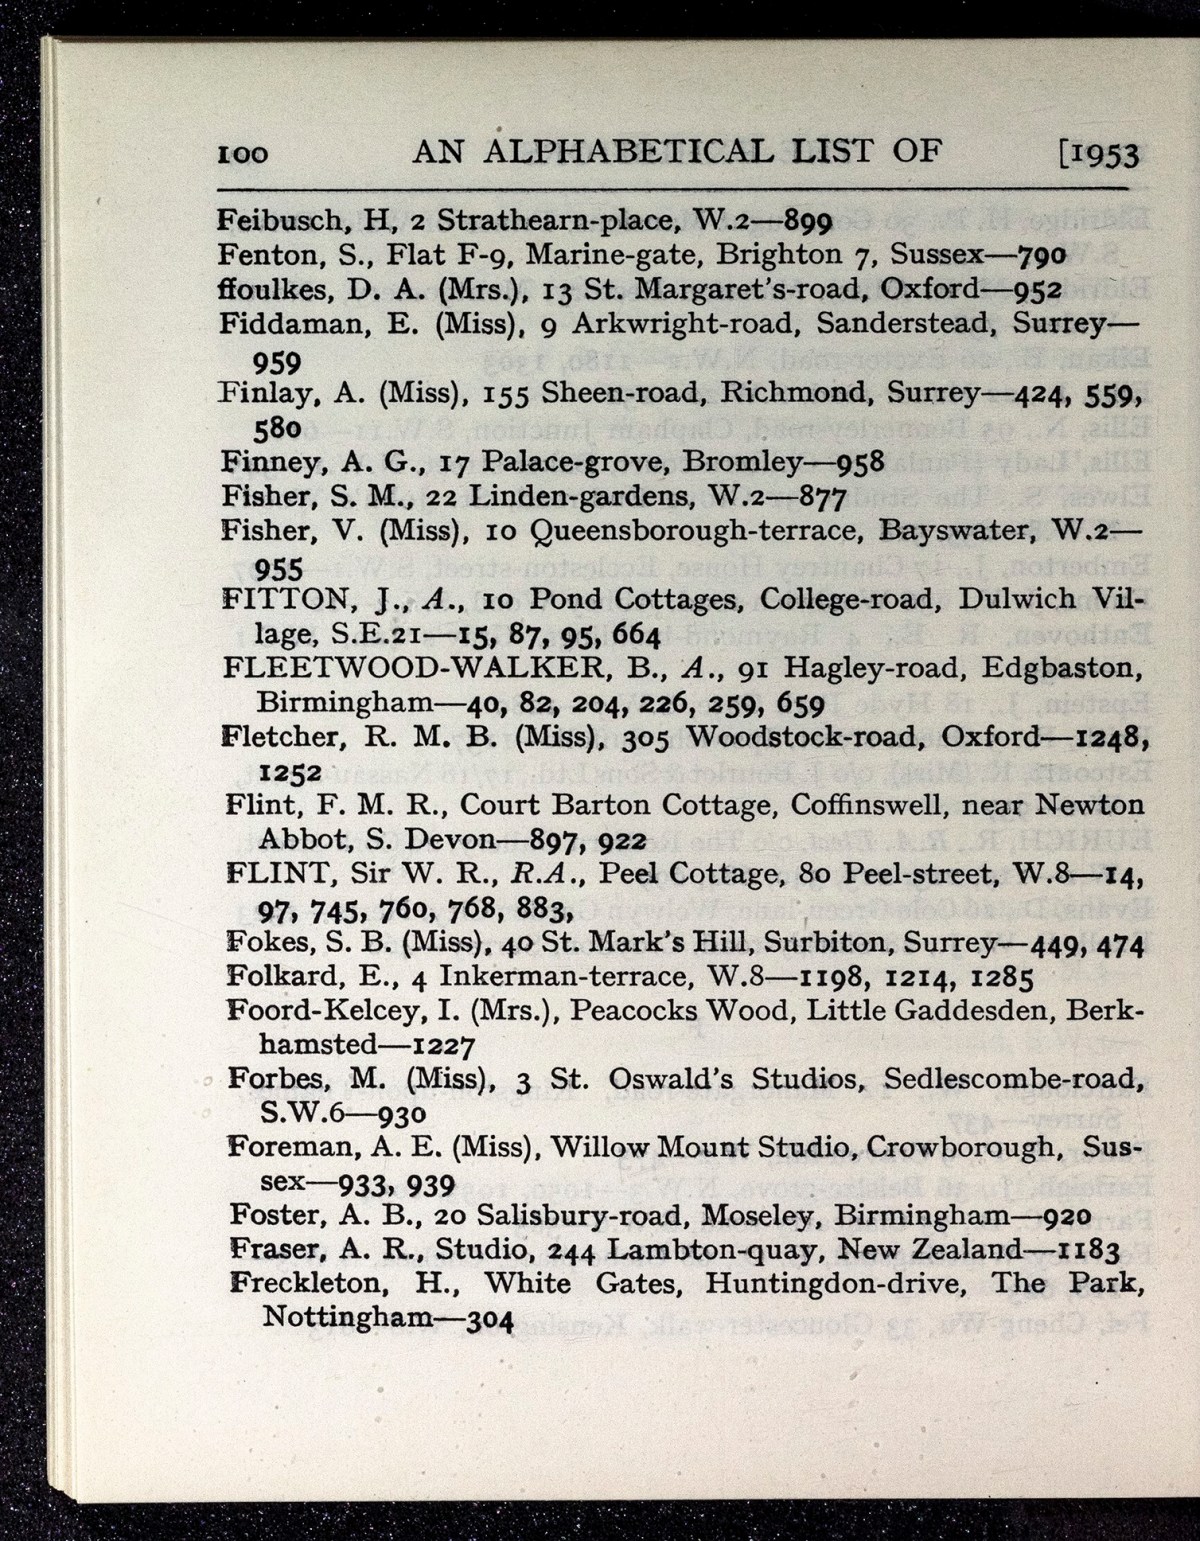 100 AN ALPHABETICAL LIST OF [1953
Feibusch, H, 2 Strathearn-place, W.2—899
Fenton, S., Flat F-9, Marine-gate, Brighton 7, Sussex—790
ffoulkes, D. A. (Mrs.), 13 St. Margaret's-road, Oxford—952
Fiddaman, E. (Miss), 9 Arkwright-road, Sanderstead, Surrey—
959
Finlay, A. (Miss), 155 Sheen-road, Richmond, Surrey—424, 559,
580
Finney, A. G., 17 Palace-grove, Bromley—958
Fisher, S. M., 22 Linden-gardens, W.2—877
Fisher, V. (Miss), 10 Queensborough-terrace, Bayswater, W.2—
955
FITTON, J., A., 10 Pond Cottages, College-road, Dulwich Vil-
lage, S.E.21—15, 87, 95, 664
FLEETWOOD-WALKER, B., A., 91 Hagley-road, Edgbaston,
Birmingham—40, 82, 204, 226, 259, 659
Fletcher, R. M. B. (Miss), 305 Woodstock-road, Oxford—1248,
1252
Flint, F. M. R., Court Barton Cottage, Coffinswell, near Newton
Abbot, S. Devon—897, 922
FLINT, Sir W. R., R.A., Peel Cottage, 80 Peel-street, W.8—14,
97, 745, 760, 768, 883,
Fokes, S. B. (Miss), 40 St. Mark's Hill, Surbiton, Surrey—449, 474
Folkard, E., 4 Inkerman-terrace, W.8—1198, 1214, 1285
Foord-Kelcey, I. (Mrs.), Peacocks Wood, Little Gaddesden, Berk-
hamsted—1227
Forbes, M. (Miss), 3 St. Oswald's Studios, Sedlescombe-road,
S.W.6—930
Foreman, A. E. (Miss), Willow Mount Studio, Crowborough, Sus-
sex—933, 939
Foster, A. B., 20 Salisbury-road, Moseley, Birmingham—920
Fraser, A. R., Studio, 244 Lambton-quay, New Zealand—1183
Freckleton, H., White Gates, Huntingdon-drive, The Park,
Nottingham—304